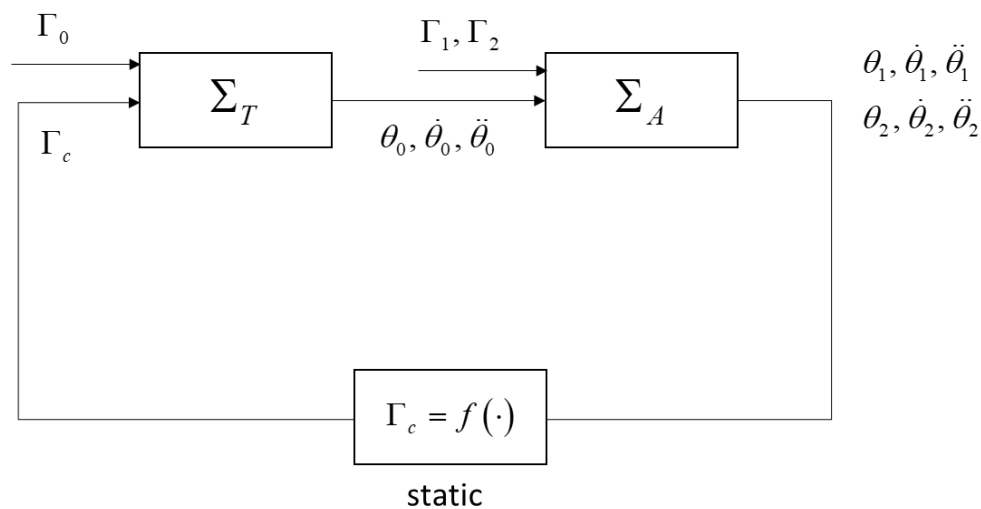 Γ₀
Γ₁, Γ₂
θ₁, θ̇₁, θ̈₁
Σ_T
Σ_A
θ₂, θ̇₂, θ̈₂
Γ_c
θ₀, θ̇₀, θ̈₀
Γ_c = f(·)
static